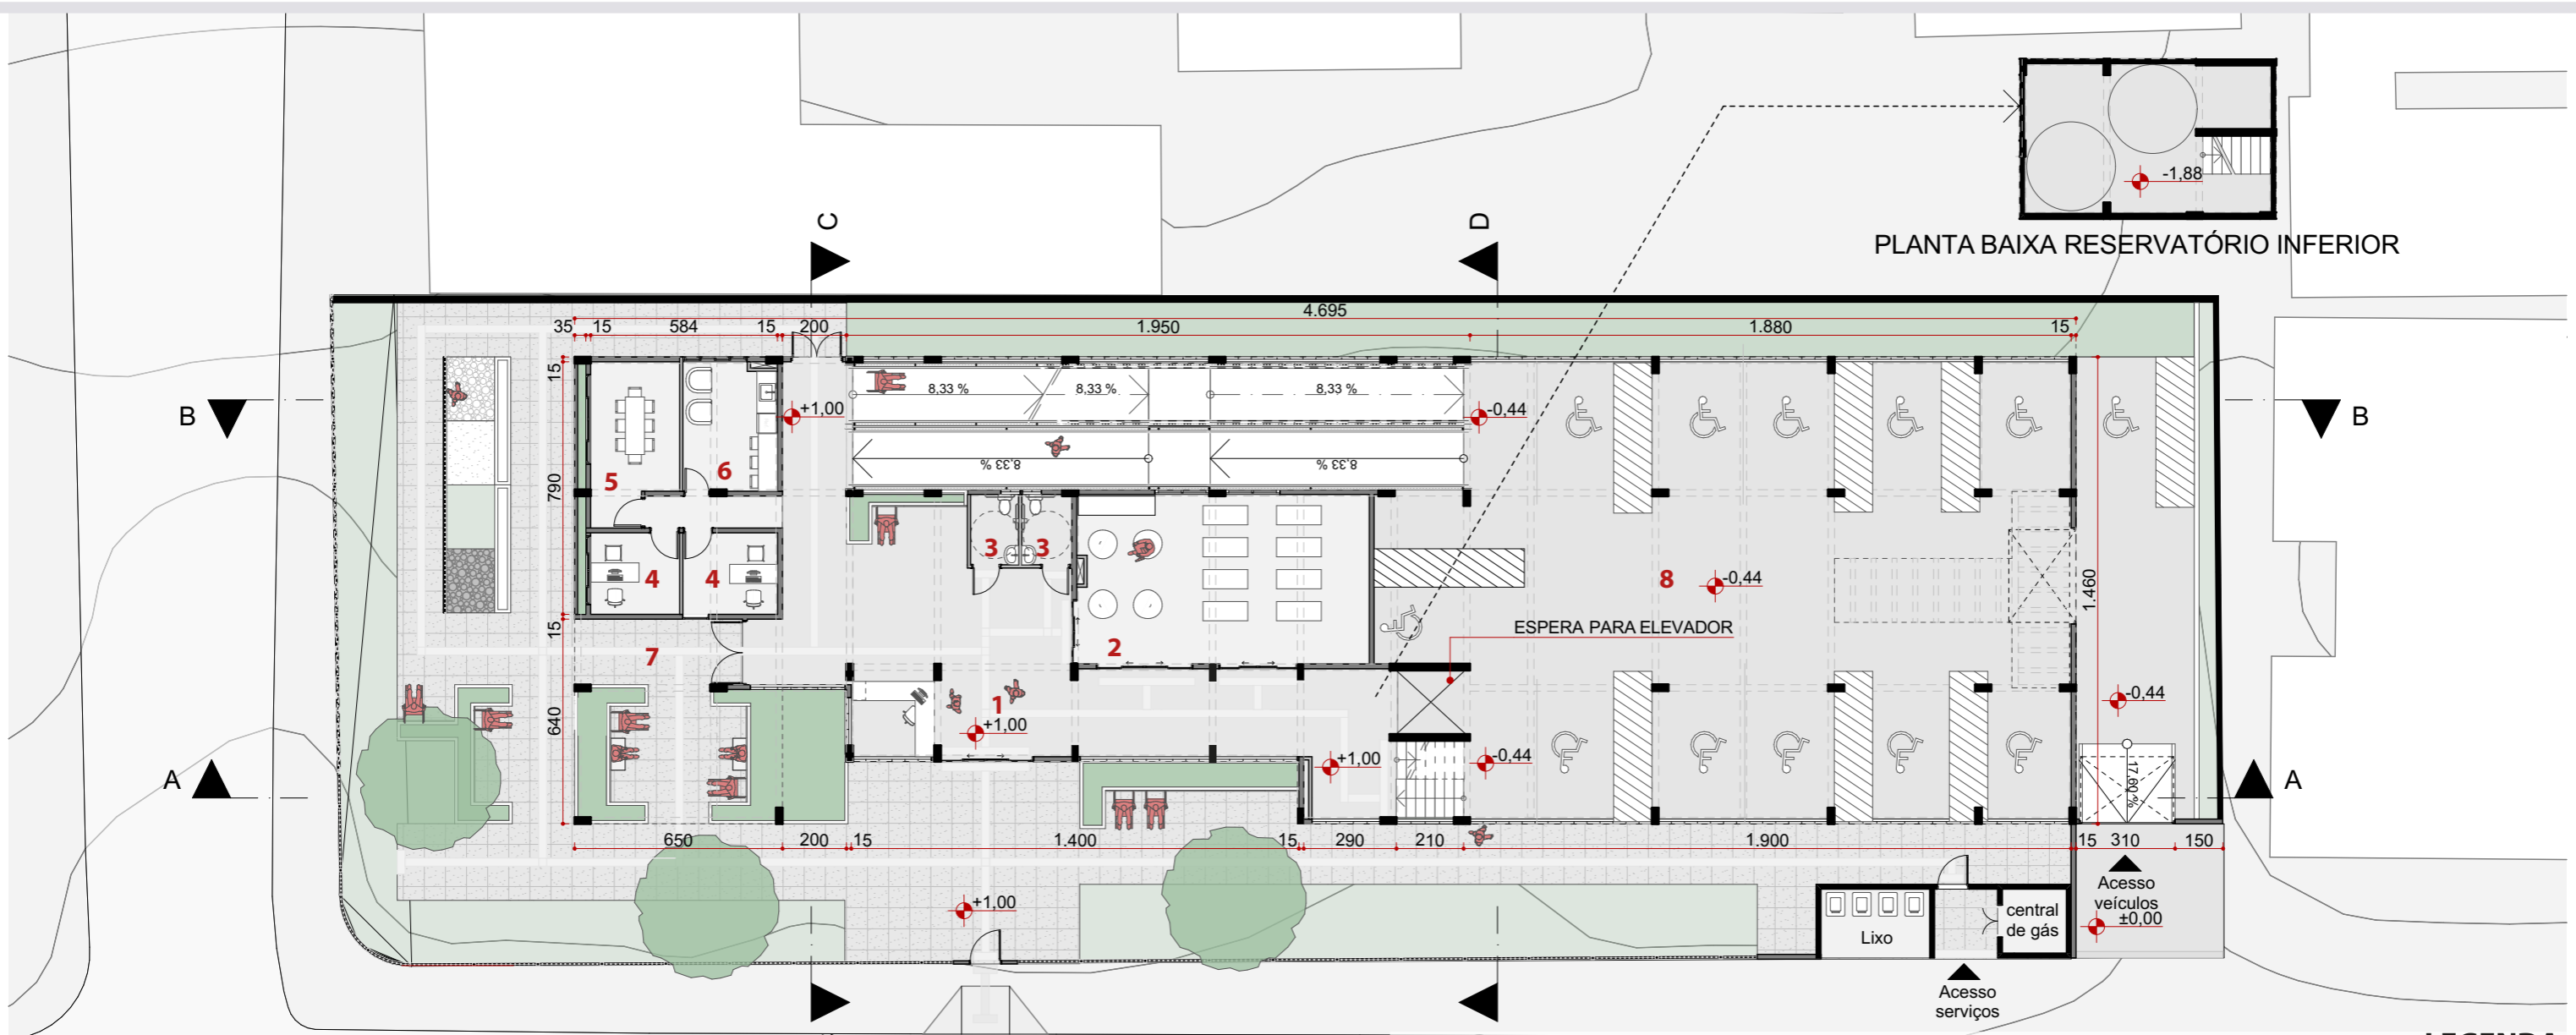 -1,88
PLANTA BAIXA RESERVATÓRIO INFERIOR
C
D
4.695
35 15 584 15 200 1.950 1.880 15
15
8,33 % 8,33 % 8,33 %
B
+1,00
-0,44
B
8,33 % 8,33 %
5
6
790
3 3
4 4
8
-0,44
1.460
ESPERA PARA ELEVADOR
15
7
2
1
+1,00
640
-0,44
+1,00
-0,44
A
17,60 %
A
650 200 15 1.400 15 290 210 1.900 15 310 150
Acesso
veículos
±0,00
+1,00
central
de gás
Lixo
Acesso
serviços